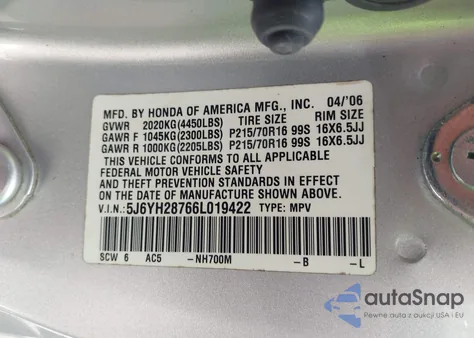 MFD. BY HONDA OF AMERICA MFG., INC. 04/'06
GVWR 2020KG(4450LBS) TIRE SIZE RIM SIZE
GAWR F 1045KG(2300LBS) P215/70R16 99S 16X6.5JJ
GAWR R 1000KG(2205LBS) P215/70R16 99S 16X6.5JJ
THIS VEHICLE CONFORMS TO ALL APPLICABLE
FEDERAL MOTOR VEHICLE SAFETY
AND THEFT PREVENTION STANDARDS IN EFFECT
ON THE DATE OF MANUFACTURE SHOWN ABOVE.
V.I.N.: 5J6YH28766L019422 TYPE: MPV
SCW 6 AC5 -NH700M -B -L
autoSnap
Pewne auta z aukcji USA i EU